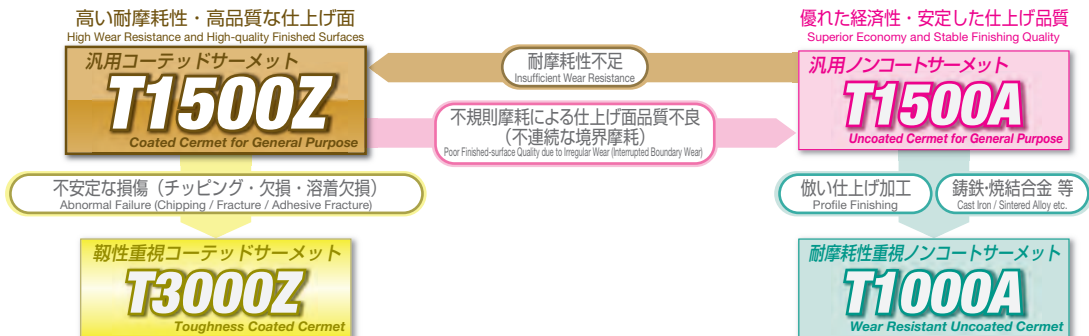 高い耐摩耗性・高品質な仕上げ面
High Wear Resistance and High-quality Finished Surfaces
汎用コーテッドサーメット
T1500Z
Coated Cermet for General Purpose
耐摩耗性不足
Insufficient Wear Resistance
不規則摩耗による仕上げ面品質不良
（不連続な境界摩耗）
Poor Finished-surface Quality due to Irregular Wear (Interrupted Boundary Wear)
優れた経済性・安定した仕上げ品質
Superior Economy and Stable Finishing Quality
汎用ノンコートサーメット
T1500A
Uncoated Cermet for General Purpose
不安定な損傷（チッピング・欠損・溶着欠損）
Abnormal Failure (Chipping / Fracture / Adhesive Fracture)
倣い仕上げ加工
Profile Finishing
鋳鉄・焼結合金 等
Cast Iron / Sintered Alloy etc.
靱性重視コーテッドサーメット
T3000Z
Toughness Coated Cermet
耐摩耗性重視ノンコートサーメット
T1000A
Wear Resistant Uncoated Cermet